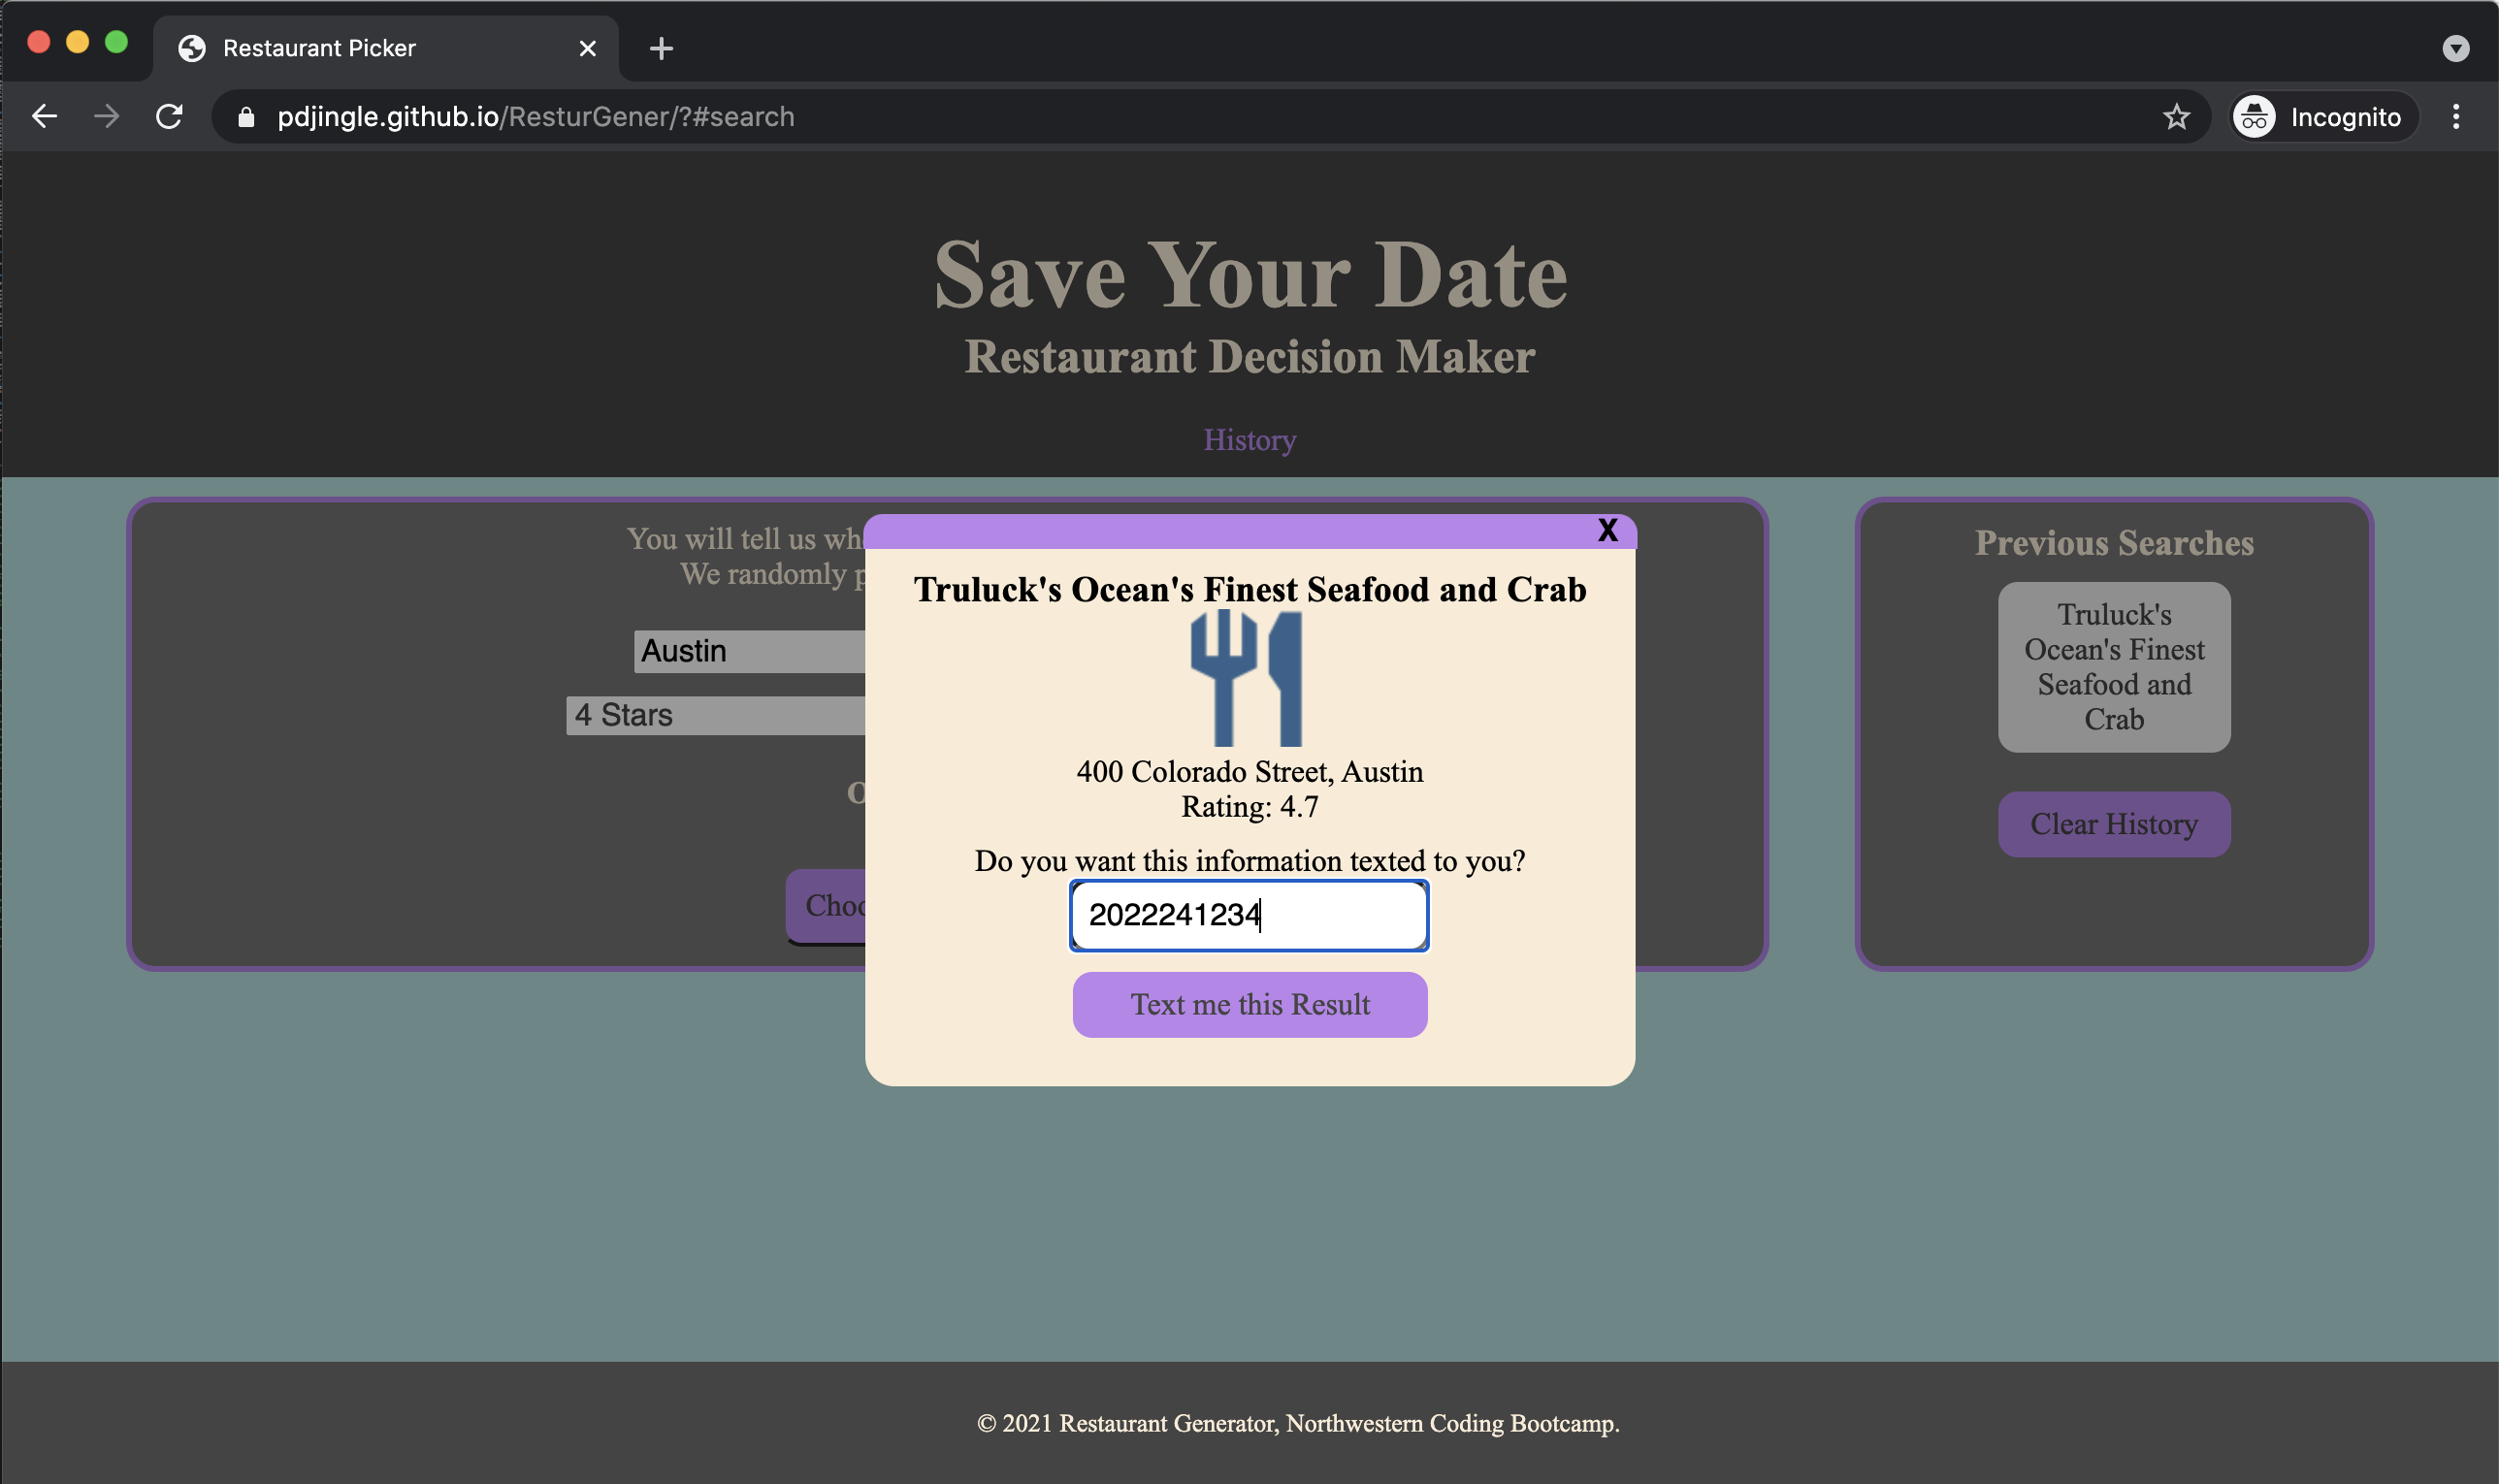 Restaurant Picker
pdjingle.github.io/ResturGener/?#search
Incognito
Save Your Date
Restaurant Decision Maker
History
You will tell us
We randomly
Austin
4 Stars
X
Truluck's Ocean's Finest Seafood and Crab
400 Colorado Street, Austin
Rating: 4.7
Do you want this information texted to you?
2022241234
Text me this Result
Previous Searches
Truluck's
Ocean's Finest
Seafood and
Crab
Clear History
© 2021 Restaurant Generator, Northwestern Coding Bootcamp.